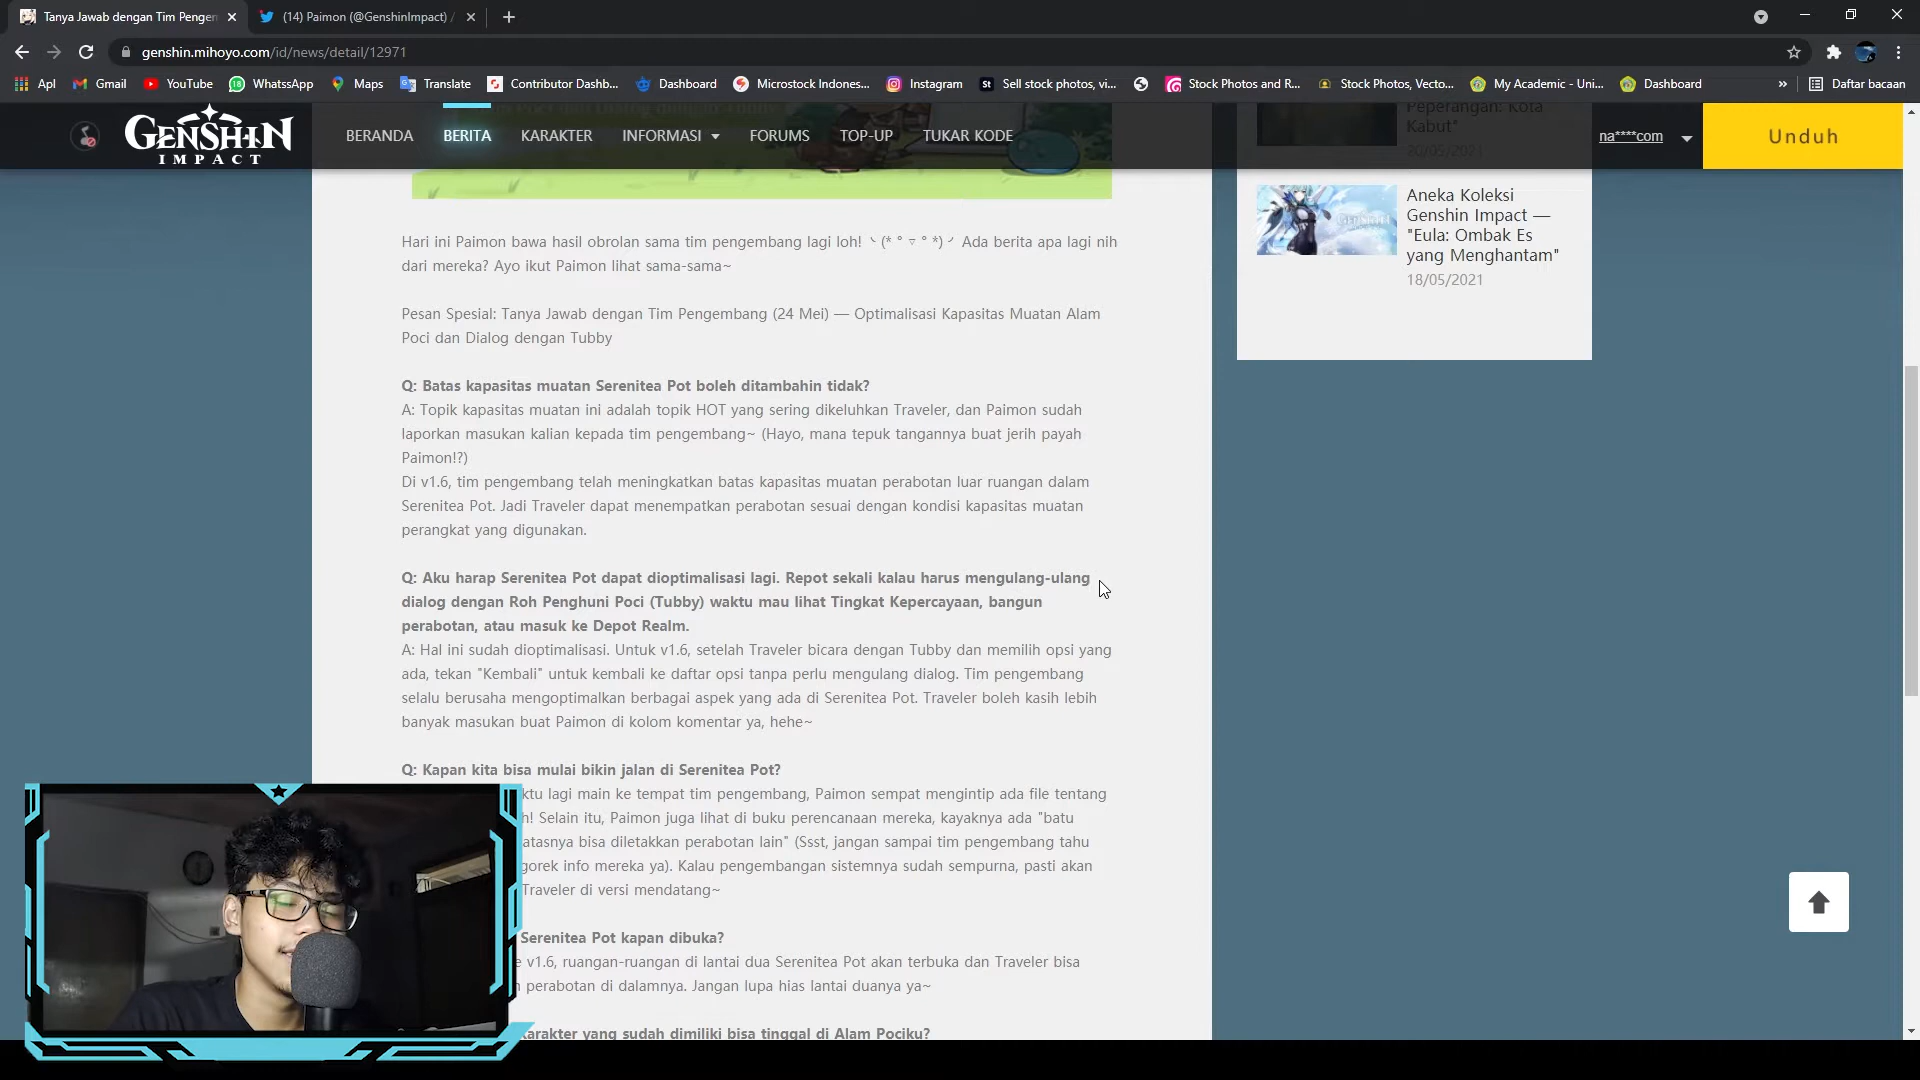 Tanya Jawab dengan Tim Penge
(14) Paimon (@GenshinImpact) /
genshin.mihoyo.com/id/news/detail/12971
Apl
Gmail
YouTube
WhatssApp
Maps
Translate
Contributor Dashb...
Dashboard
Microstock Indones...
Instagram
Sell stock photos, vi...
Stock Photos and R...
Stock Photos, Vecto...
My Academic - Uni...
Dashboard
»
Daftar bacaan
GENSHIN
IMPACT
BERANDA
BERITA
KARAKTER
INFORMASI
FORUMS
TOP-UP
TUKAR KODE
na****com
Unduh
Peperangan: Kota
Kabut"
20/05/2021
Aneka Koleksi
Genshin Impact —
"Eula: Ombak Es
yang Menghantam"
18/05/2021
Hari ini Paimon bawa hasil obrolan sama tim pengembang lagi loh! ヽ(* ° ▽ ° *)ノ Ada berita apa lagi nih
dari mereka? Ayo ikut Paimon lihat sama-sama~
Pesan Spesial: Tanya Jawab dengan Tim Pengembang (24 Mei) — Optimalisasi Kapasitas Muatan Alam
Poci dan Dialog dengan Tubby
Q: Batas kapasitas muatan Serenitea Pot boleh ditambahin tidak?
A: Topik kapasitas muatan ini adalah topik HOT yang sering dikeluhkan Traveler, dan Paimon sudah
laporkan masukan kalian kepada tim pengembang~ (Hayo, mana tepuk tangannya buat jerih payah
Paimon!?)
Di v1.6, tim pengembang telah meningkatkan batas kapasitas muatan perabotan luar ruangan dalam
Serenitea Pot. Jadi Traveler dapat menempatkan perabotan sesuai dengan kondisi kapasitas muatan
perangkat yang digunakan.
Q: Aku harap Serenitea Pot dapat dioptimalisasi lagi. Repot sekali kalau harus mengulang-ulang
dialog dengan Roh Penghuni Poci (Tubby) waktu mau lihat Tingkat Kepercayaan, bangun
perabotan, atau masuk ke Depot Realm.
A: Hal ini sudah dioptimalisasi. Untuk v1.6, setelah Traveler bicara dengan Tubby dan memilih opsi yang
ada, tekan "Kembali" untuk kembali ke daftar opsi tanpa perlu mengulang dialog. Tim pengembang
selalu berusaha mengoptimalkan berbagai aspek yang ada di Serenitea Pot. Traveler boleh kasih lebih
banyak masukan buat Paimon di kolom komentar ya, hehe~
Q: Kapan kita bisa mulai bikin jalan di Serenitea Pot?
ktu lagi main ke tempat tim pengembang, Paimon sempat mengintip ada file tentang
h! Selain itu, Paimon juga lihat di buku perencanaan mereka, kayaknya ada "batu
atasnya bisa diletakkan perabotan lain" (Ssst, jangan sampai tim pengembang tahu
gorek info mereka ya). Kalau pengembangan sistemnya sudah sempurna, pasti akan
Traveler di versi mendatang~
Serenitea Pot kapan dibuka?
e v1.6, ruangan-ruangan di lantai dua Serenitea Pot akan terbuka dan Traveler bisa
n perabotan di dalamnya. Jangan lupa hias lantai duanya ya~
karakter yang sudah dimiliki bisa tinggal di Alam Pociku?